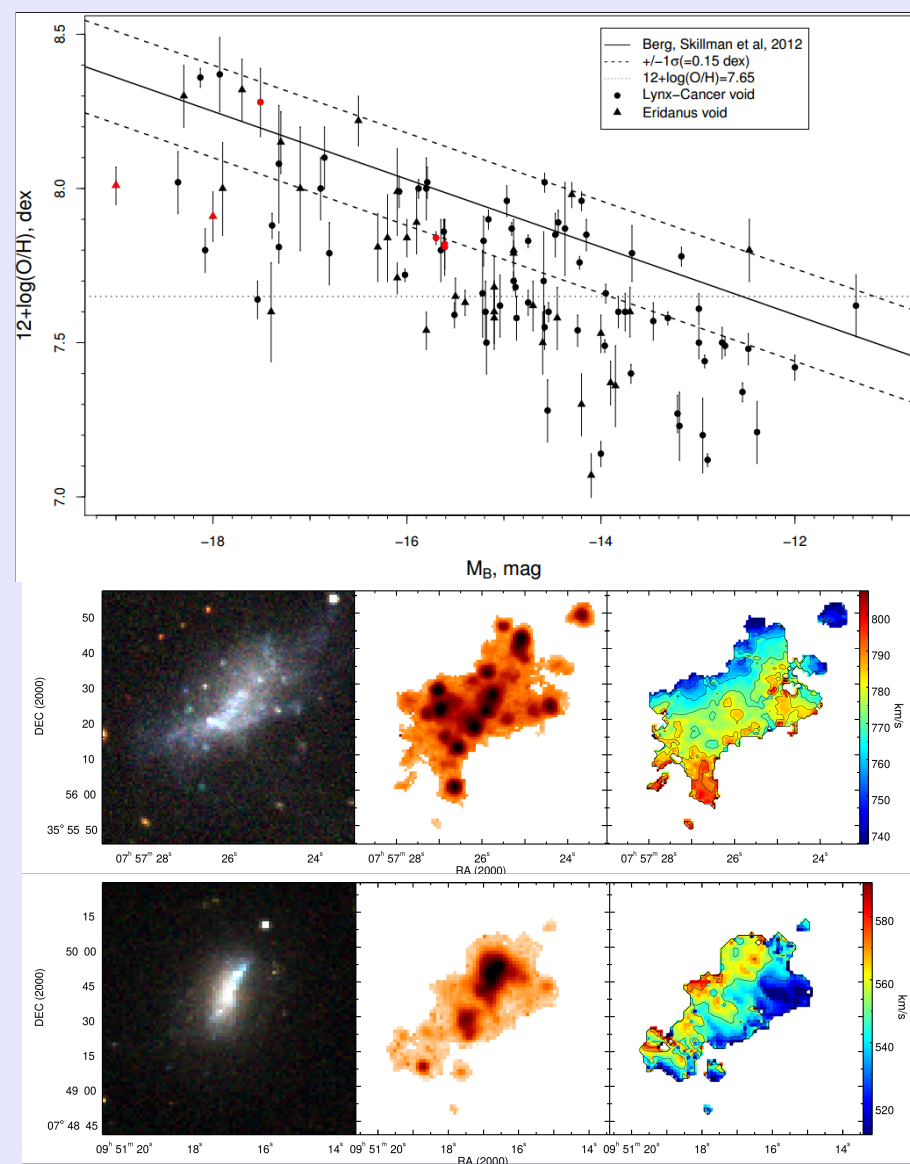 8.5
8.0
7.5
7.0
12+log(O/H), dex
Berg, Skillman et al, 2012
+/−1σ(=0.15 dex)
12+log(O/H)=7.65
Lynx−Cancer void
Eridanus void
−18 −16 −14 −12
M_B, mag
50
40
30
20
10
56 00
35° 55 50
DEC (2000)
07h 57m 28s 26s 24s
07h 57m 28s 26s 24s
07h 57m 28s 26s 24s
RA (2000)
800
790
780
770
760
750
740
km/s
15
50 00
45
30
15
49 00
07° 48 45
DEC (2000)
09h 51m 20s 18s 16s 14s
09h 51m 20s 18s 16s 14s
09h 51m 20s 18s 16s 14s
RA (2000)
580
560
540
520
km/s